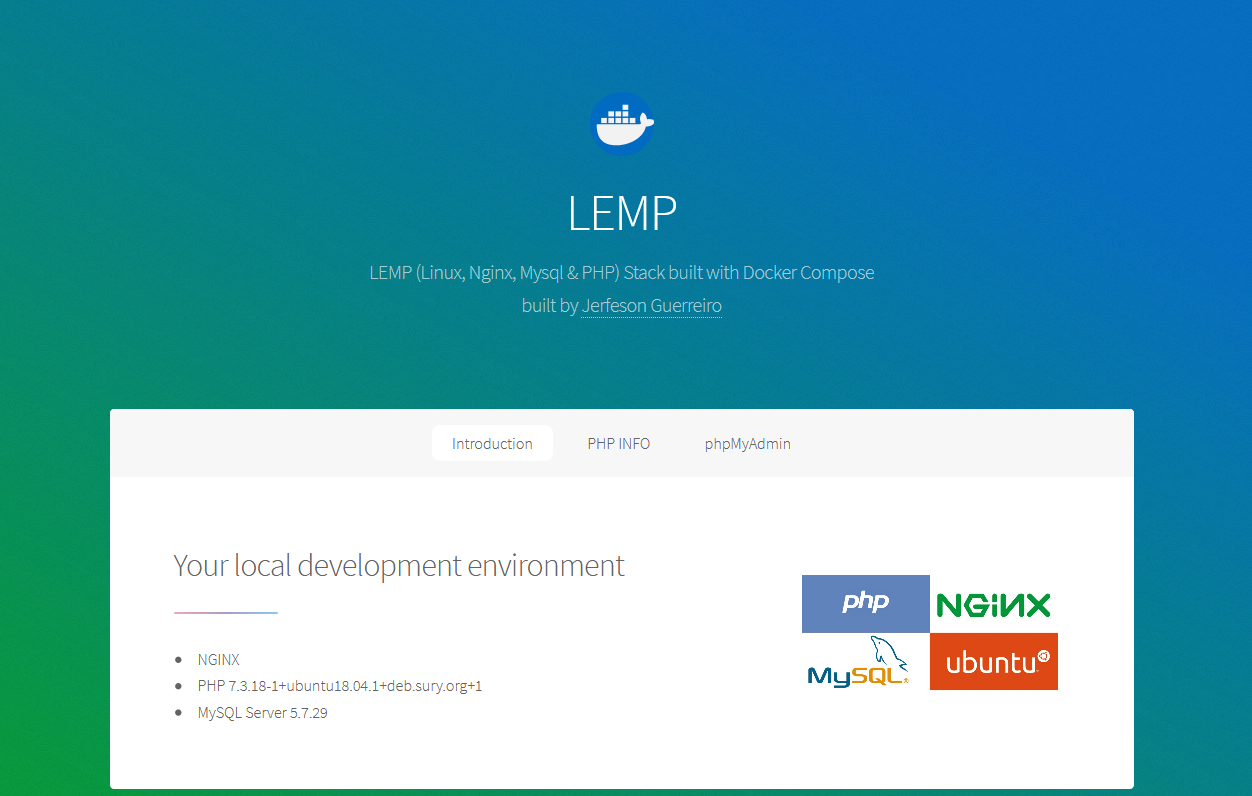 LEMP
LEMP (Linux, Nginx, Mysql & PHP) Stack built with Docker Compose
built by Jerfeson Guerreiro
Introduction PHP INFO phpMyAdmin
Your local development environment
NGINX
PHP 7.3.18-1+ubuntu18.04.1+deb.sury.org+1
MySQL Server 5.7.29
php NGiNX
MySQL® ubuntu